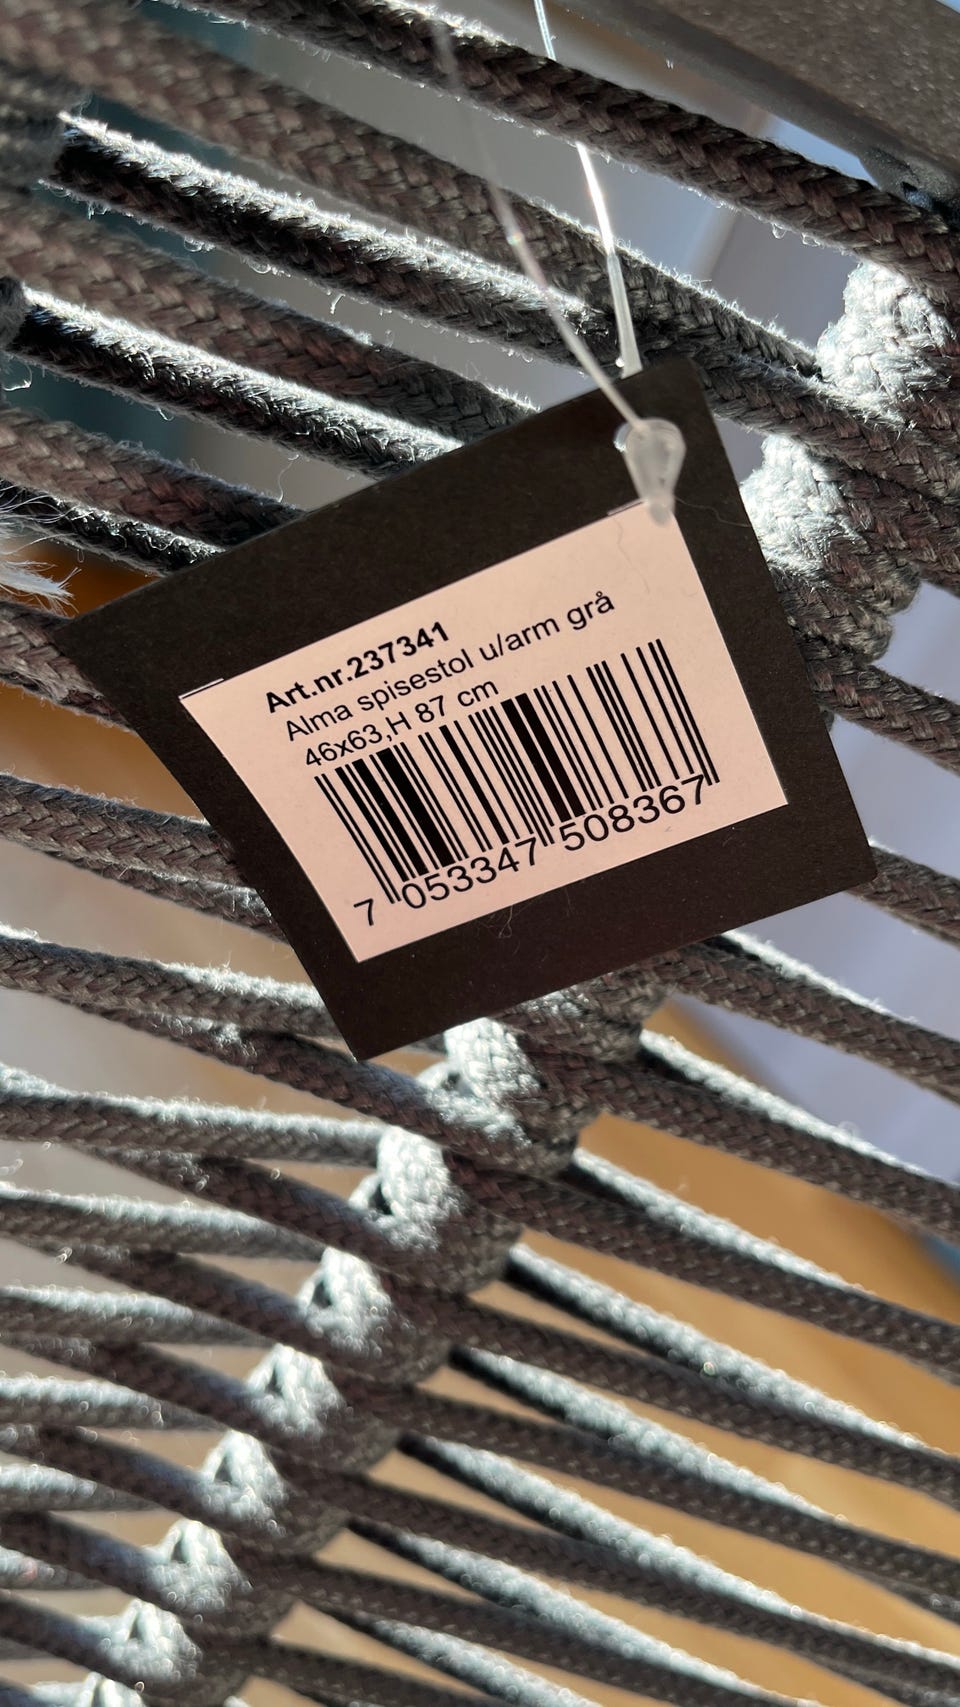 Art.nr.237341
Alma spisestol u/arm grå
46x63,H 87 cm
7 053347 508367